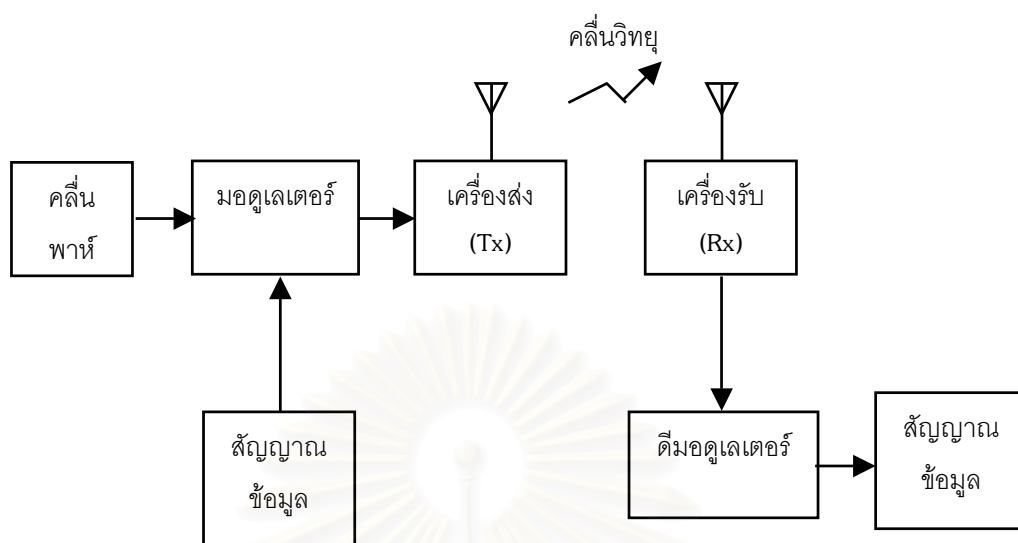 คลื่นวิทยุ
คลื่น
พาห์
มอดูเลเตอร์
เครื่องส่ง
(Tx)
เครื่องรับ
(Rx)
สัญญาณ
ข้อมูล
ดีมอดูเลเตอร์
สัญญาณ
ข้อมูล